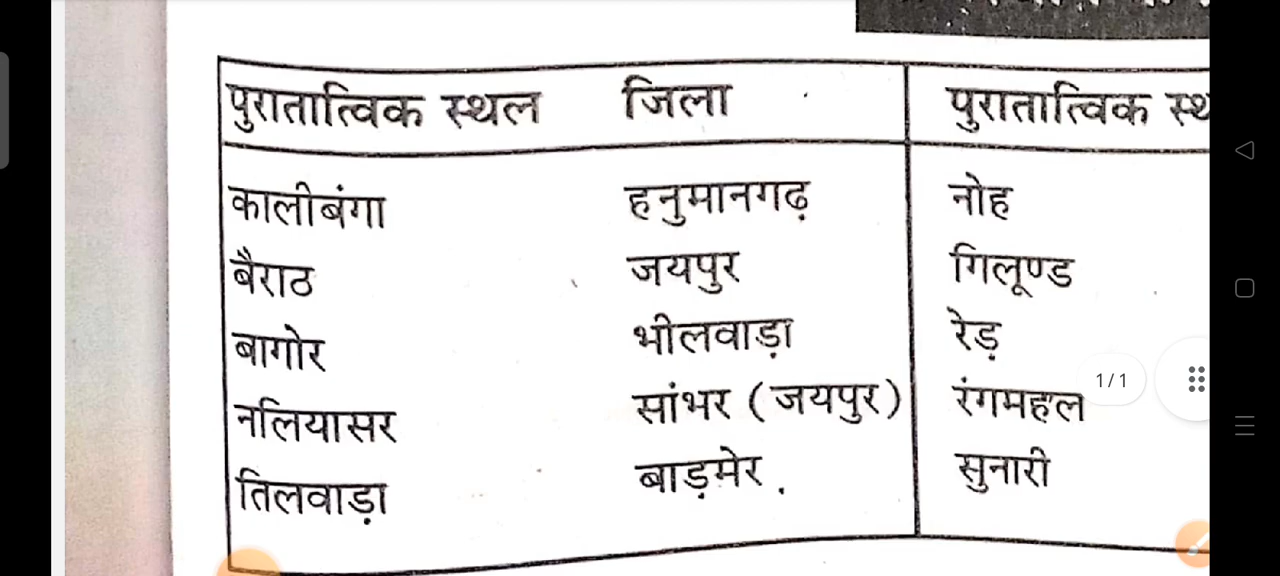 पुरातात्विक स्थल जिला पुरातात्विक
कालीबंगा हनुमानगढ़ नोह
बैराठ जयपुर गिलूण्ड
बागोर भीलवाड़ा रेड़
1/1
नलियासर सांभर (जयपुर) रंगमहल
तिलवाड़ा बाड़मेर. सुनारी